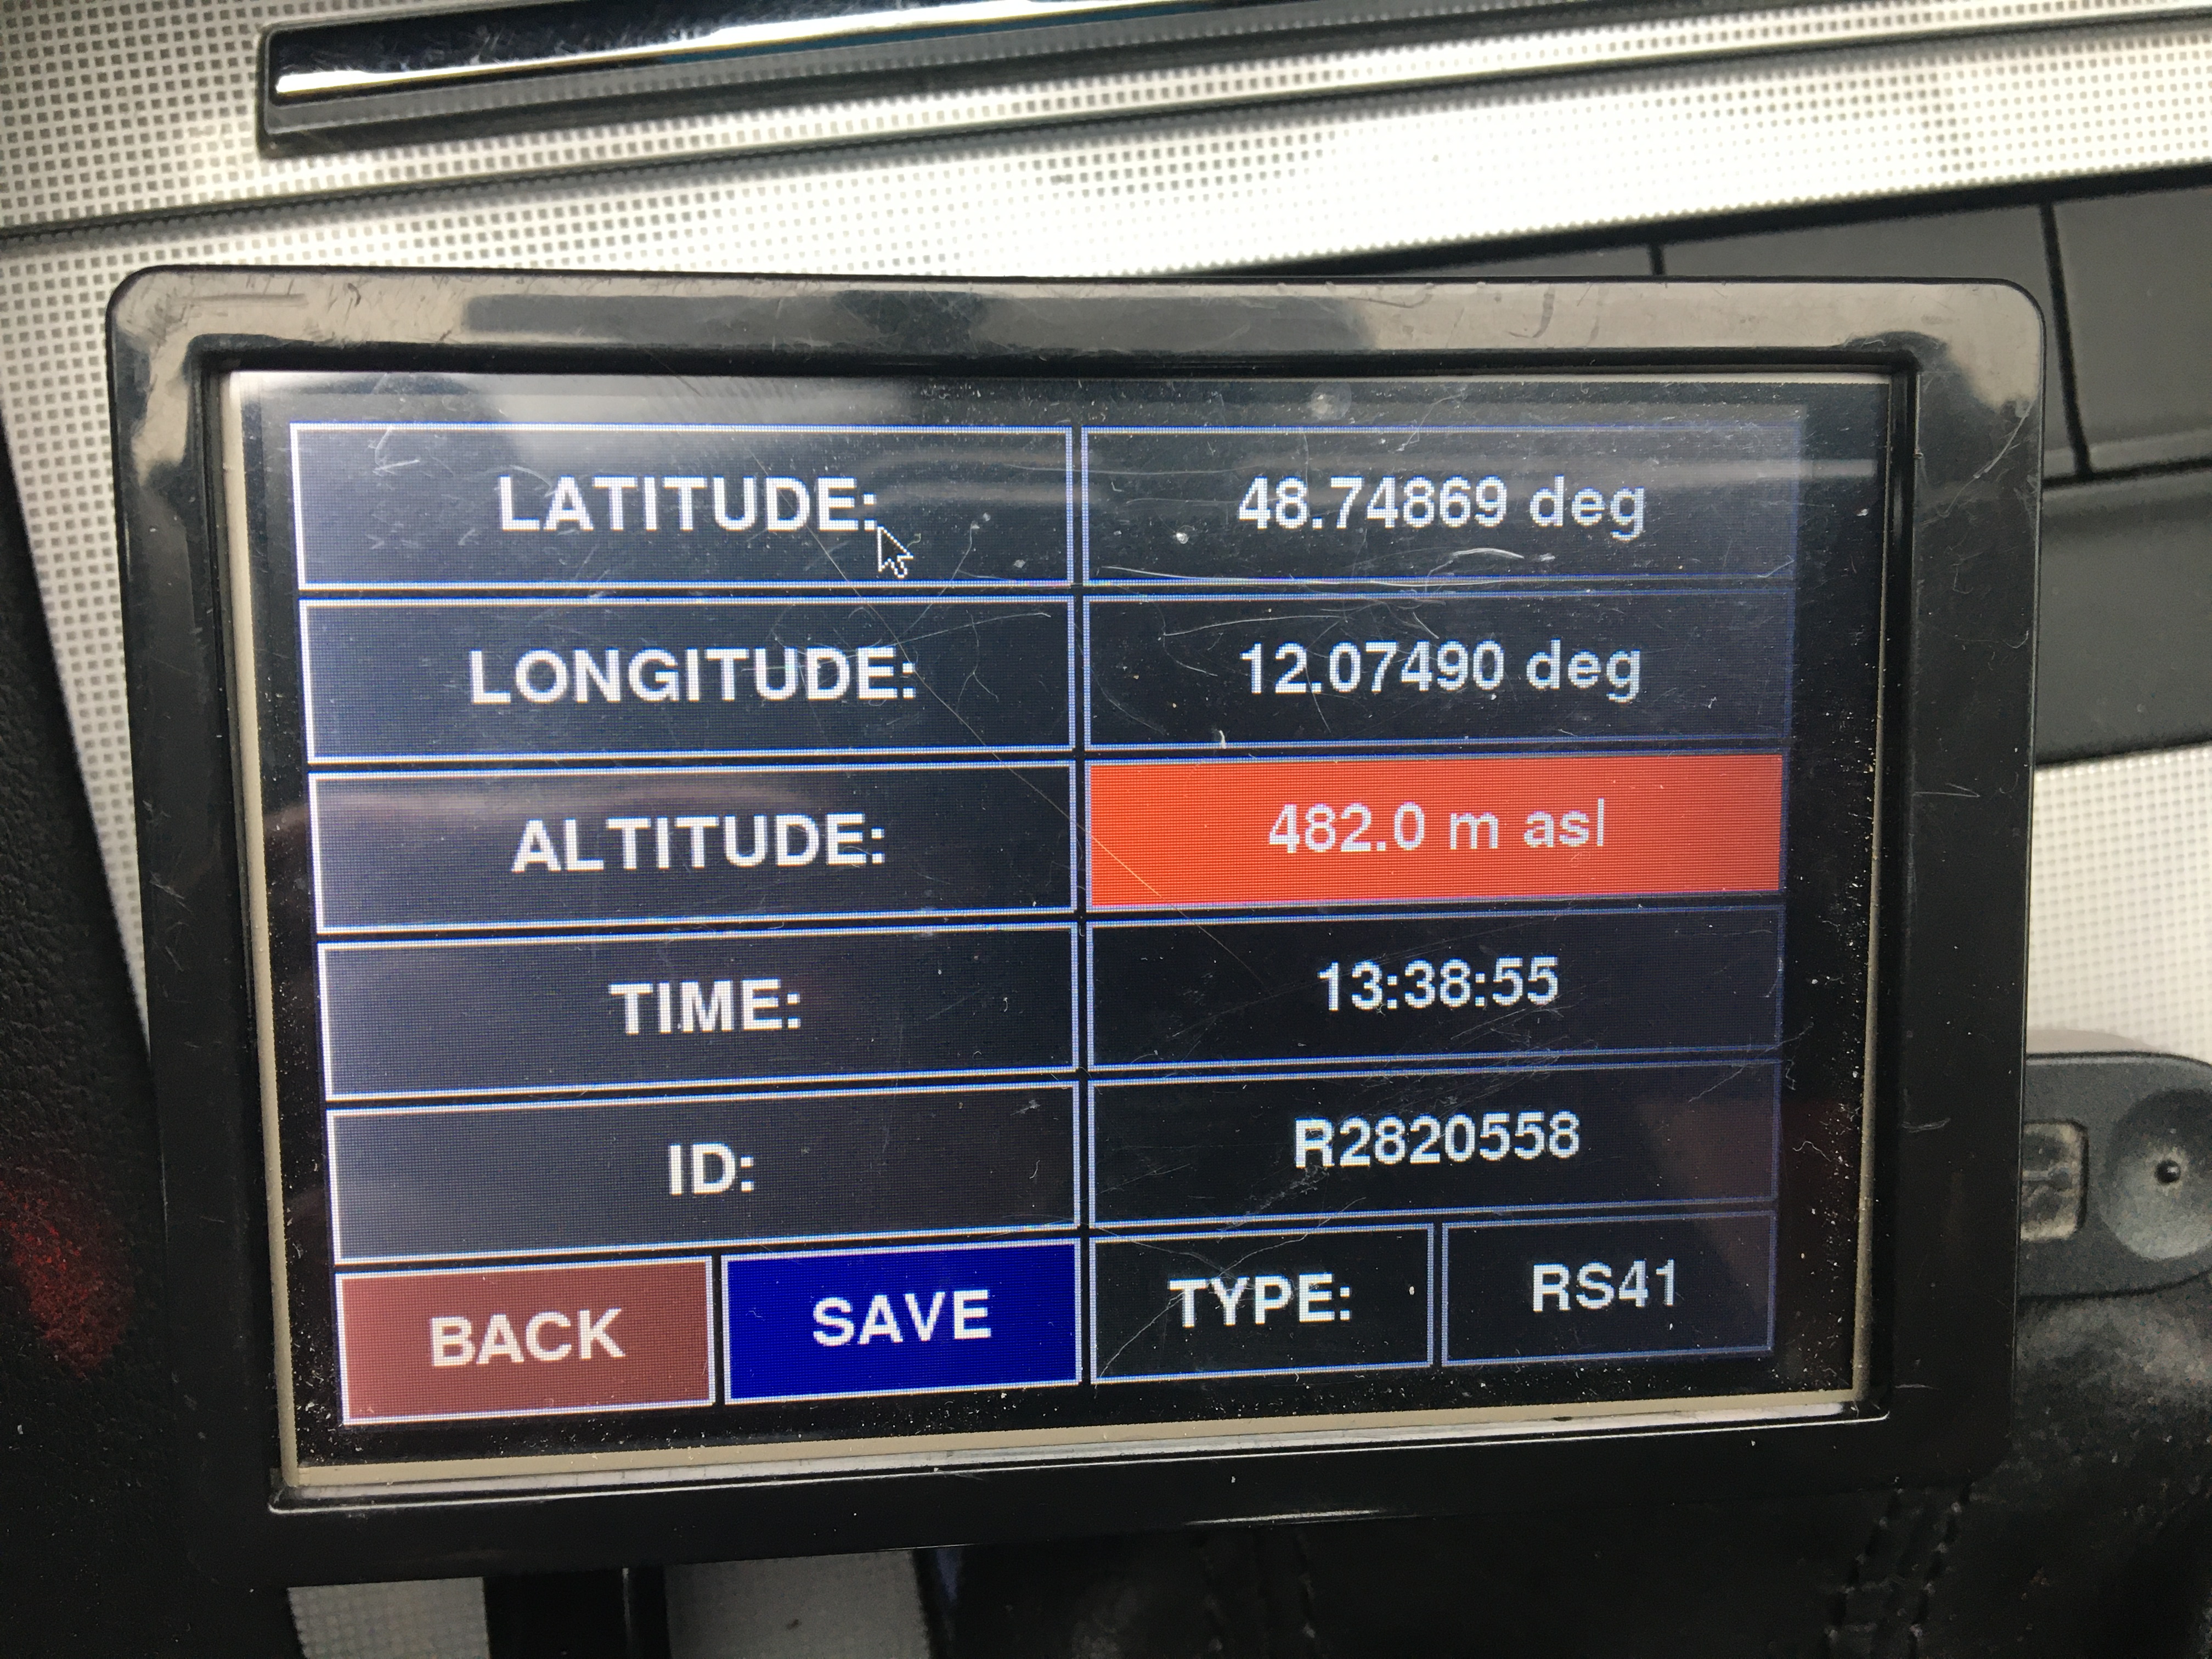 LATITUDE: 48.74869 deg
LONGITUDE: 12.07490 deg
ALTITUDE: 482.0 m asl
TIME: 13:38:55
ID: R2820558
BACK SAVE TYPE: RS41